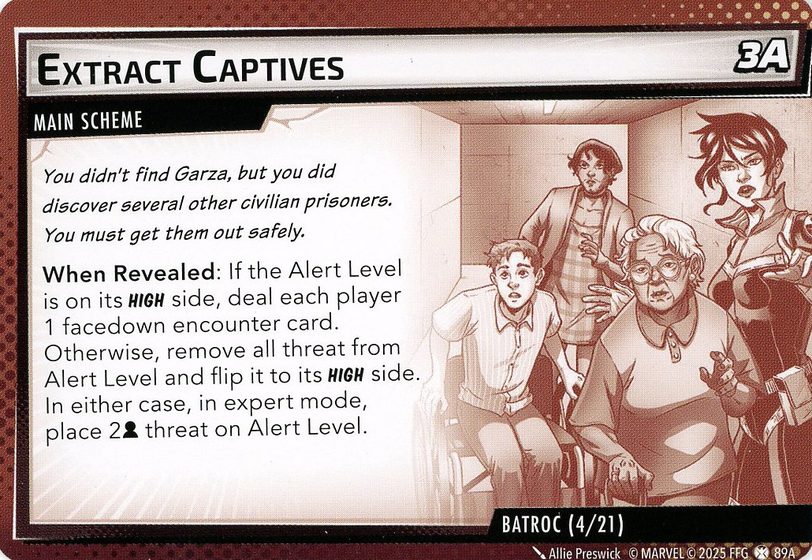 EXTRACT CAPTIVES
3A
MAIN SCHEME
You didn't find Garza, but you did
discover several other civilian prisoners.
You must get them out safely.
When Revealed: If the Alert Level
is on its HIGH side, deal each player
1 facedown encounter card.
Otherwise, remove all threat from
Alert Level and flip it to its HIGH side.
In either case, in expert mode,
place 2 threat on Alert Level.
BATROC (4/21)
Allie Preswick © MARVEL © 2025 FFG 89A